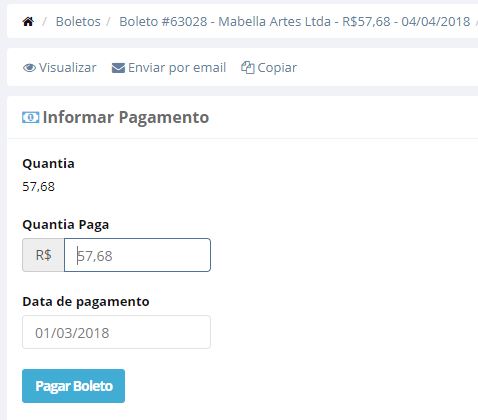 / Boletos / Boleto #63028 - Mabella Artes Ltda - R$57,68 - 04/04/2018 /
Visualizar Enviar por email Copiar
Informar Pagamento
Quantia
57,68
Quantia Paga
R$ 57,68
Data de pagamento
01/03/2018
Pagar Boleto